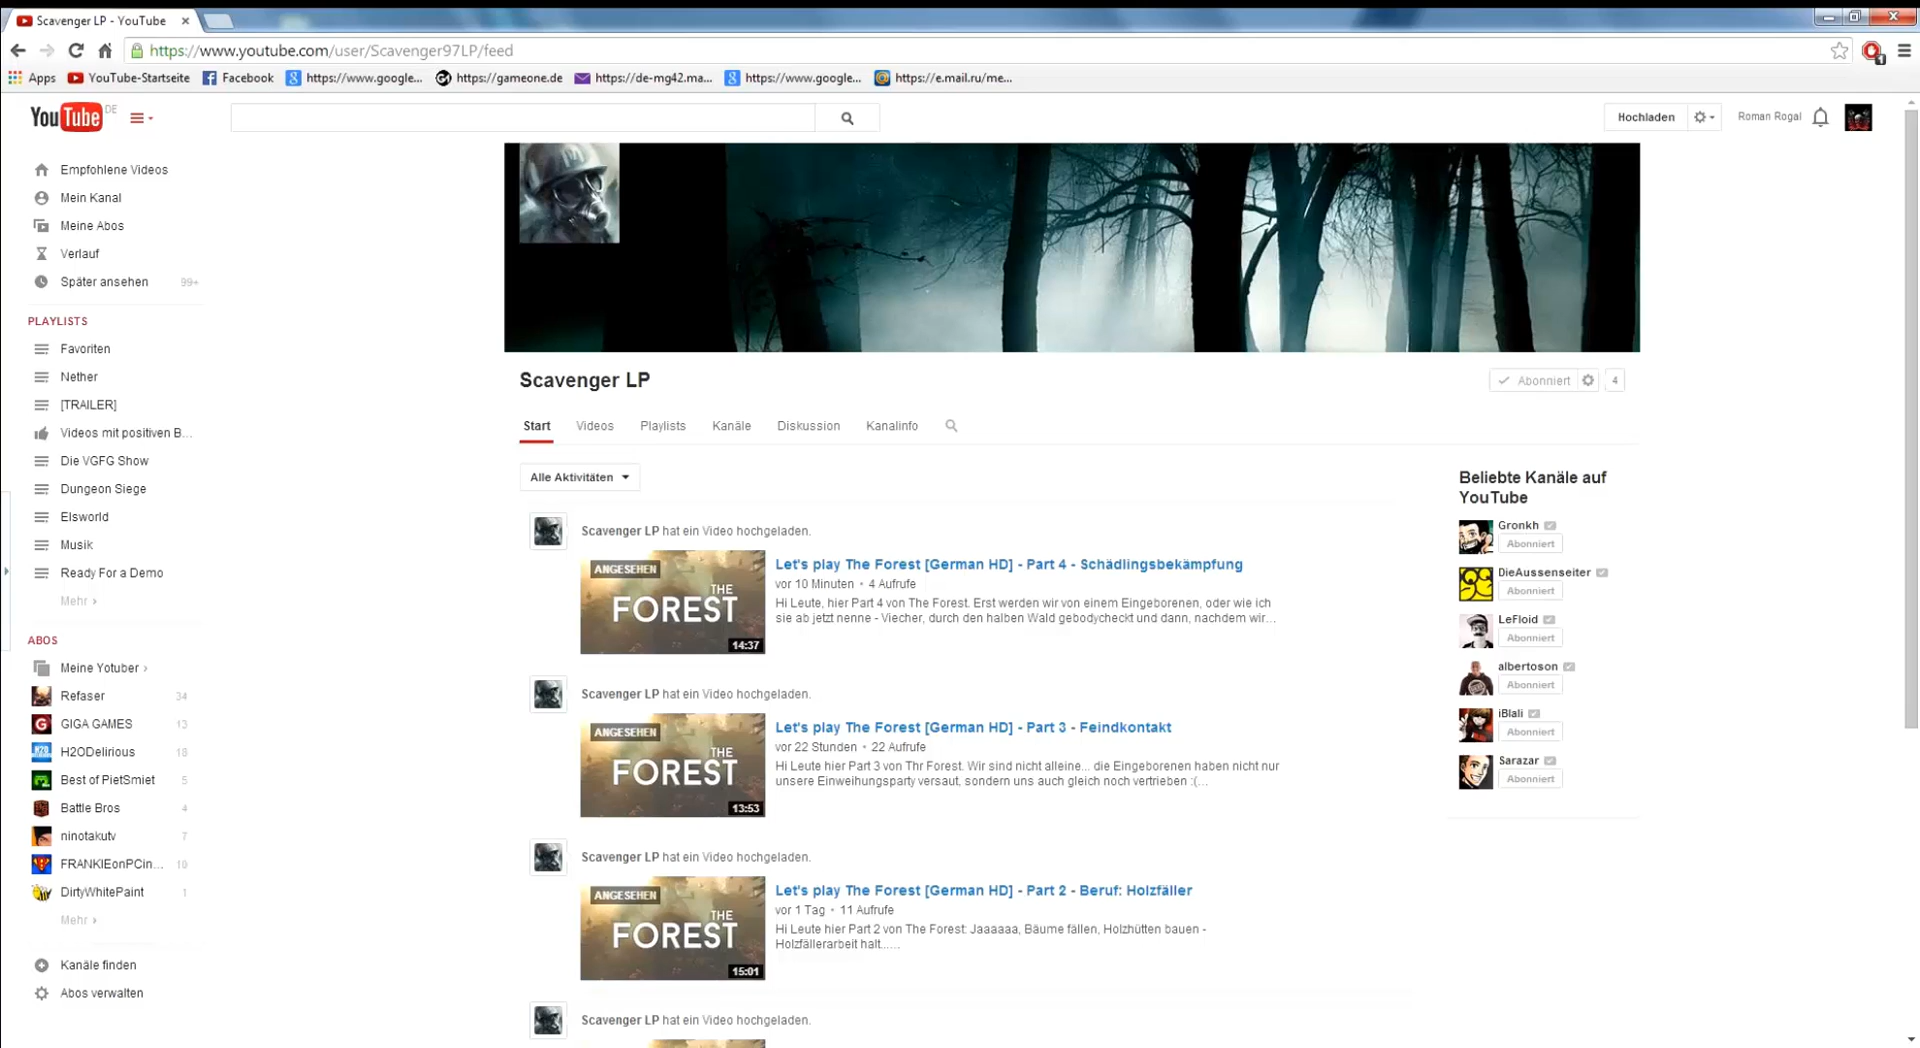 Scavenger LP - YouTube
https://www.youtube.com/user/Scavenger97LP/feed
1
Apps YouTube-Startseite Facebook https://www.google... https://gameone.de https://de-mg42.ma... https://www.google... https://e.mail.ru/me...
YouTube DE
Hochladen
Roman Rogal
Empfohlene Videos
Mein Kanal
Meine Abos
Verlauf
Später ansehen 99+
PLAYLISTS
Favoriten
Nether
[TRAILER]
Videos mit positiven B...
Die VGFG Show
Dungeon Siege
Elsworld
Musik
Ready For a Demo
Mehr ›
ABOS
Meine Yotuber ›
Refaser 34
GIGA GAMES 13
H2ODelirious 18
Best of PietSmiet 5
Battle Bros 4
ninotakutv 7
FRANKIEonPCin... 10
DirtyWhitePaint 1
Mehr ›
Kanäle finden
Abos verwalten
Scavenger LP
Abonniert 4
Start Videos Playlists Kanäle Diskussion Kanalinfo
Alle Aktivitäten
Scavenger LP hat ein Video hochgeladen.
ANGESEHEN
THE
FOREST
14:37
Let's play The Forest [German HD] - Part 4 - Schädlingsbekämpfung
vor 10 Minuten • 4 Aufrufe
Hi Leute, hier Part 4 von The Forest. Erst werden wir von einem Eingeborenen, oder wie ich
sie ab jetzt nenne - Viecher, durch den halben Wald gebodycheckt und dann, nachdem wir...
Scavenger LP hat ein Video hochgeladen.
ANGESEHEN
THE
FOREST
13:53
Let's play The Forest [German HD] - Part 3 - Feindkontakt
vor 22 Stunden • 22 Aufrufe
Hi Leute hier Part 3 von Thr Forest. Wir sind nicht alleine... die Eingeborenen haben nicht nur
unsere Einweihungsparty versaut, sondern uns auch gleich noch vertrieben :(...
Scavenger LP hat ein Video hochgeladen.
ANGESEHEN
THE
FOREST
15:01
Let's play The Forest [German HD] - Part 2 - Beruf: Holzfäller
vor 1 Tag • 11 Aufrufe
Hi Leute hier Part 2 von The Forest: Jaaaaaa, Bäume fällen, Holzhütten bauen -
Holzfällerarbeit halt......
Scavenger LP hat ein Video hochgeladen.
Beliebte Kanäle auf
YouTube
Gronkh
Abonniert
DieAussenseiter
Abonniert
LeFloid
Abonniert
albertoson
Abonniert
iBlali
Abonniert
Sarazar
Abonniert